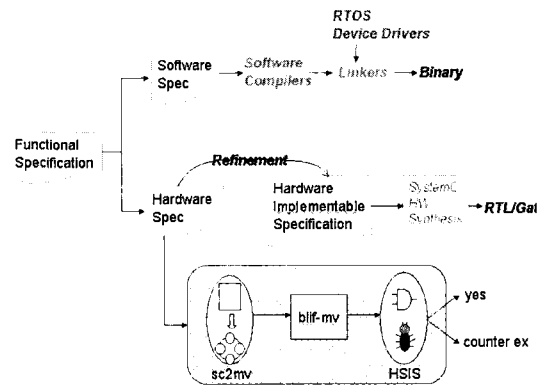 RTOS
Device Drivers
Software
Spec
Software
Compilers
Linkers
Binary
Functional
Specification
Refinement
Hardware
Spec
Hardware
Implementable
Specification
SystemC
HW
Synthesis
RTL/Gat
blif-mv
yes
counter ex
sc2mv
HSIS